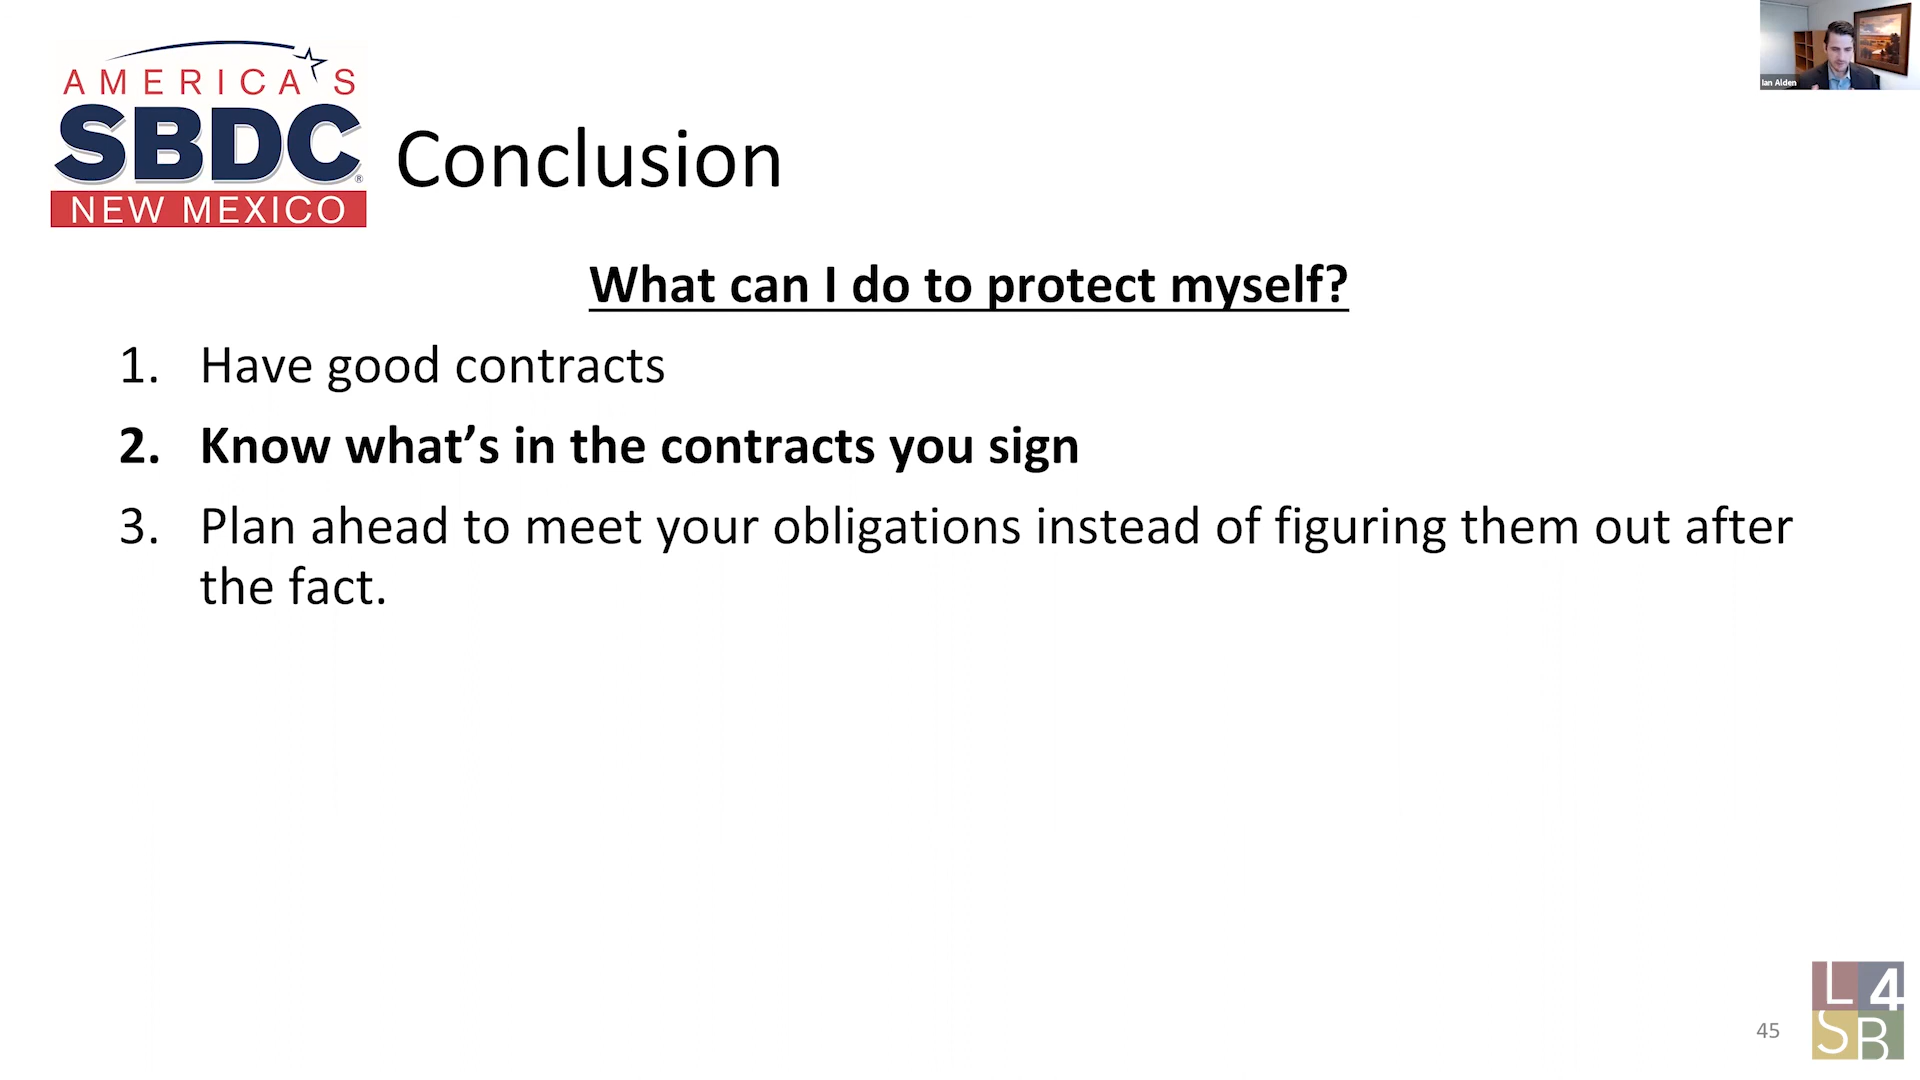 AMERICA'S
SBDC®
NEW MEXICO
Conclusion
Ian Alden
What can I do to protect myself?
1. Have good contracts
2. Know what’s in the contracts you sign
3. Plan ahead to meet your obligations instead of figuring them out after
the fact.
45
L4
SB